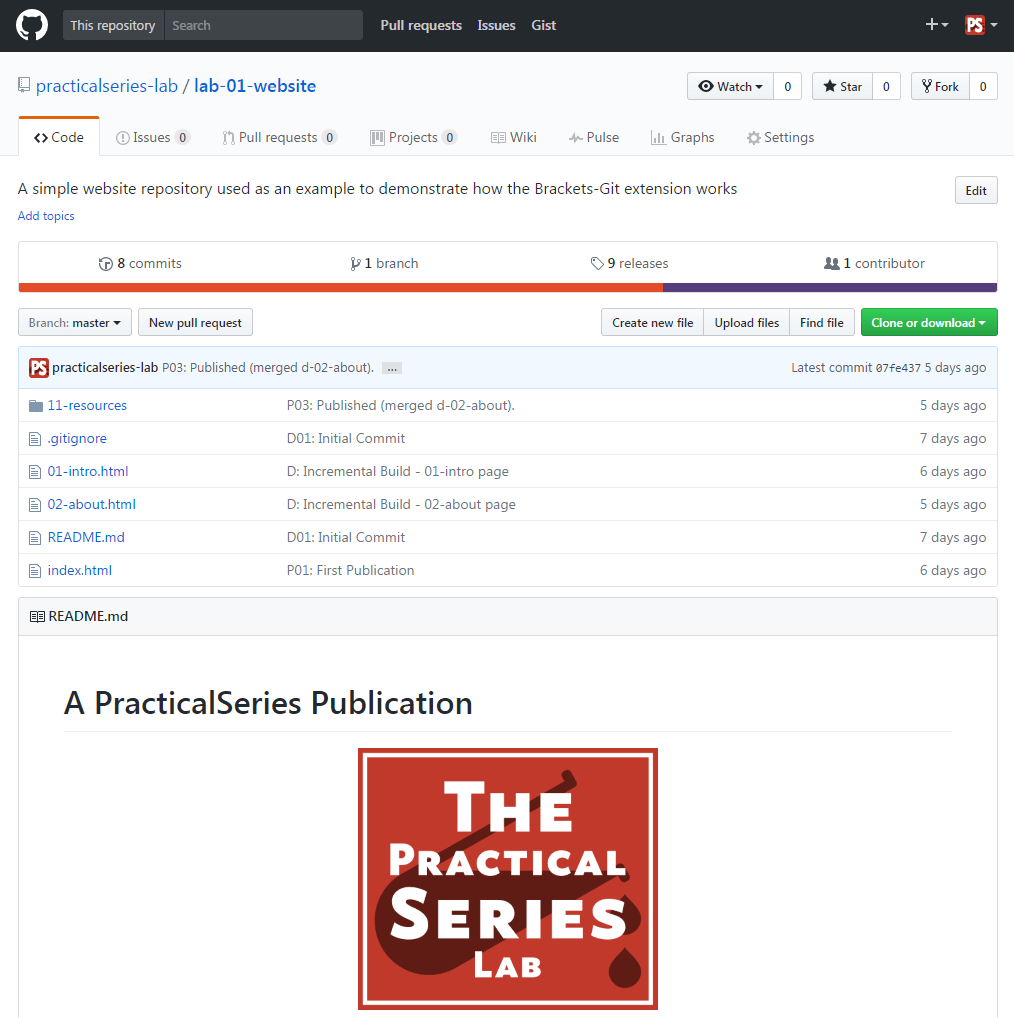 This repository Search Pull requests Issues Gist PS
practicalseries-lab / lab-01-website Watch 0 Star 0 Fork 0
Code Issues 0 Pull requests 0 Projects 0 Wiki Pulse Graphs Settings
A simple website repository used as an example to demonstrate how the Brackets-Git extension works Edit
Add topics
8 commits 1 branch 9 releases 1 contributor
Branch: master New pull request Create new file Upload files Find file Clone or download
PS practicalseries-lab P03: Published (merged d-02-about). ... Latest commit 07fe437 5 days ago
11-resources P03: Published (merged d-02-about). 5 days ago
.gitignore D01: Initial Commit 7 days ago
01-intro.html D: Incremental Build - 01-intro page 6 days ago
02-about.html D: Incremental Build - 02-about page 5 days ago
README.md D01: Initial Commit 7 days ago
index.html P01: First Publication 6 days ago
README.md
A PracticalSeries Publication
THE
PRACTICAL
SERIES
LAB